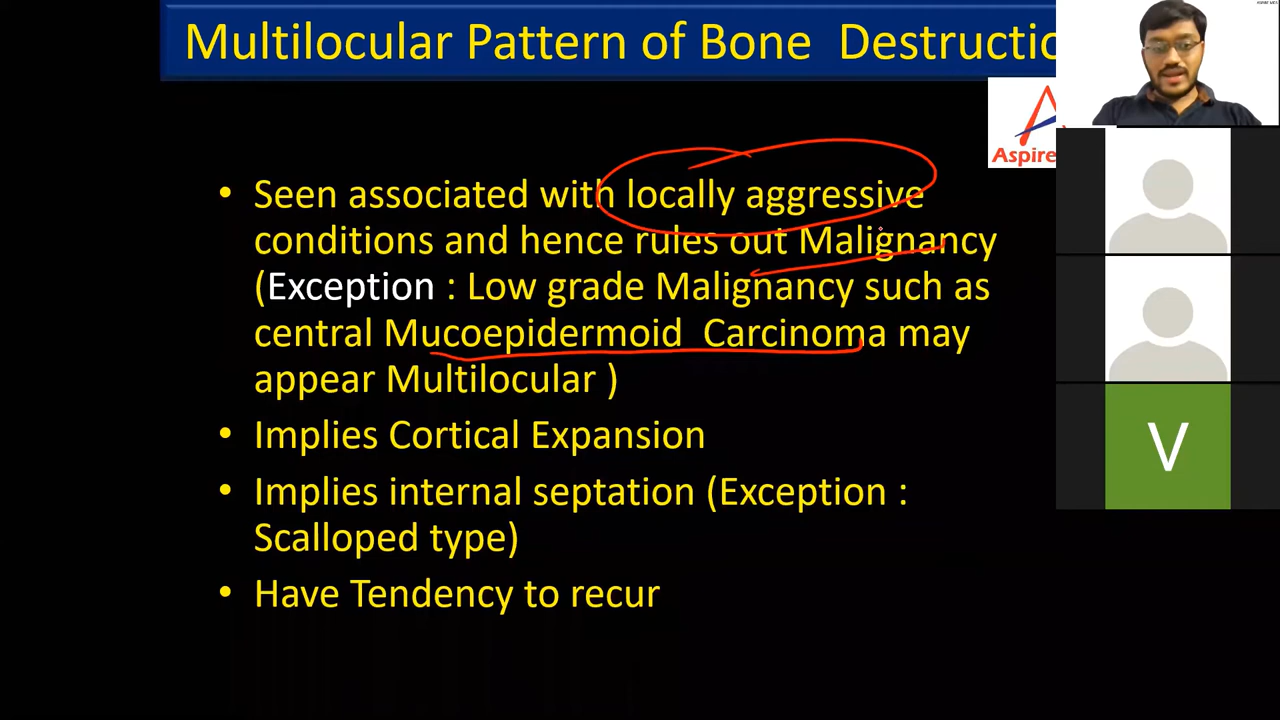 Multilocular Pattern of Bone Destructio
Aspire
• Seen associated with locally aggressive
conditions and hence rules out Malignancy
(Exception : Low grade Malignancy such as
central Mucoepidermoid Carcinoma may
appear Multilocular )
• Implies Cortical Expansion
• Implies internal septation (Exception :
Scalloped type)
• Have Tendency to recur
V